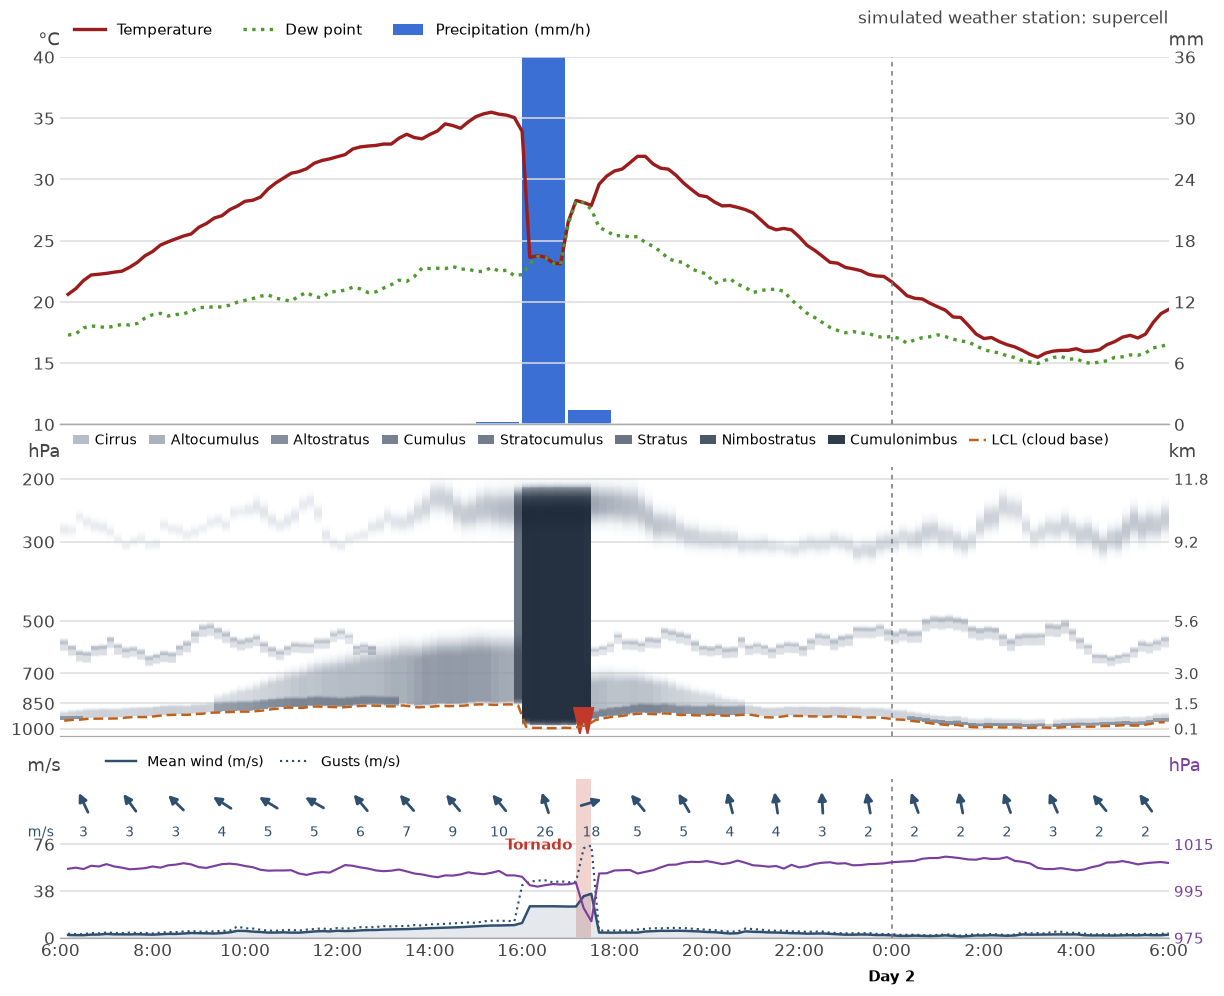 simulated weather station: supercell
Temperature Dew point Precipitation (mm/h)
°C mm
40 36
35 30
30 24
25 18
20 12
15 6
10 0
Cirrus Altocumulus Altostratus Cumulus Stratocumulus Stratus Nimbostratus Cumulonimbus LCL (cloud base)
hPa km
200 11.8
300 9.2
500 5.6
700 3.0
850 1.5
1000 0.1
m/s Mean wind (m/s) Gusts (m/s) hPa
m/s 3 3 3 4 5 5 6 7 9 10 26 18 5 5 4 4 3 2 2 2 2 3 2 2
76 Tornado 1015
38 995
0 975
6:00 8:00 10:00 12:00 14:00 16:00 18:00 20:00 22:00 0:00 2:00 4:00 6:00
Day 2